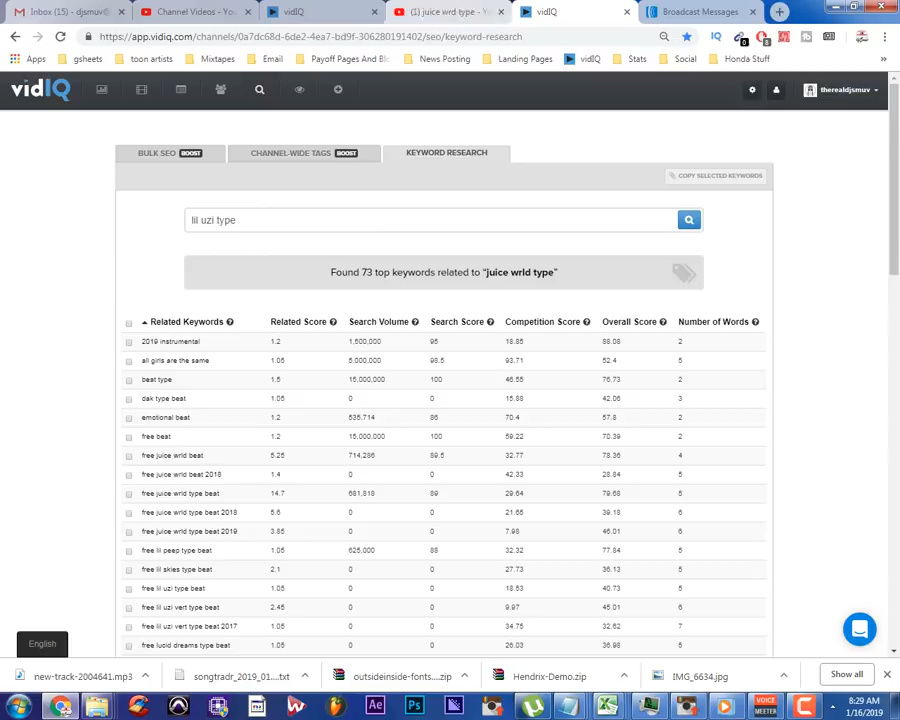 Inbox (15) - djsmuv@
Channel Videos - You
vidIQ
(1) juice wrd type - Y
vidIQ
Broadcast Messages
https://app.vidiq.com/channels/0a7dc68d-6de2-4ea7-bd9f-306280191402/seo/keyword-research
Apps gsheets toon artists Mixtapes Email Payoff Pages And Bl News Posting Landing Pages vidIQ Stats Social Honda Stuff »
vidIQ therealdjsmuv
BULK SEO BOOST CHANNEL-WIDE TAGS BOOST KEYWORD RESEARCH
COPY SELECTED KEYWORDS
lil uzi type
Found 73 top keywords related to “juice wrld type”
Related Keywords Related Score Search Volume Search Score Competition Score Overall Score Number of Words
2019 instrumental 1.2 1,500,000 95 18.85 88.08 2
all girls are the same 1.05 5,000,000 98.5 93.71 52.4 5
beat type 1.5 15,000,000 100 46.55 76.73 2
dak type beat 1.05 0 0 15.88 42.06 3
emotional beat 1.2 535,714 86 70.4 57.8 2
free beat 1.2 15,000,000 100 59.22 70.39 2
free juice wrld beat 5.25 714,286 89.5 32.77 78.36 4
free juice wrld beat 2018 1.4 0 0 42.33 28.84 5
free juice wrld type beat 14.7 681,818 89 29.64 79.68 5
free juice wrld type beat 2018 5.6 0 0 21.65 39.18 6
free juice wrld type beat 2019 3.85 0 0 7.98 46.01 6
free lil peep type beat 1.05 625,000 88 32.32 77.84 5
free lil skies type beat 2.1 0 0 27.73 36.13 5
free lil uzi type beat 1.05 0 0 18.53 40.73 5
free lil uzi vert type beat 2.45 0 0 9.97 45.01 6
free lil uzi vert type beat 2017 1.05 0 0 34.75 32.62 7
free lucid dreams type beat 1.05 0 0 26.03 36.98 5
English
new-track-2004641.mp3 songtradr_2019_01....txt outsideinside-fonts....zip Hendrix-Demo.zip IMG_6634.jpg Show all
Ae Ps VOICE MEETER 8:29 AM
1/16/2019